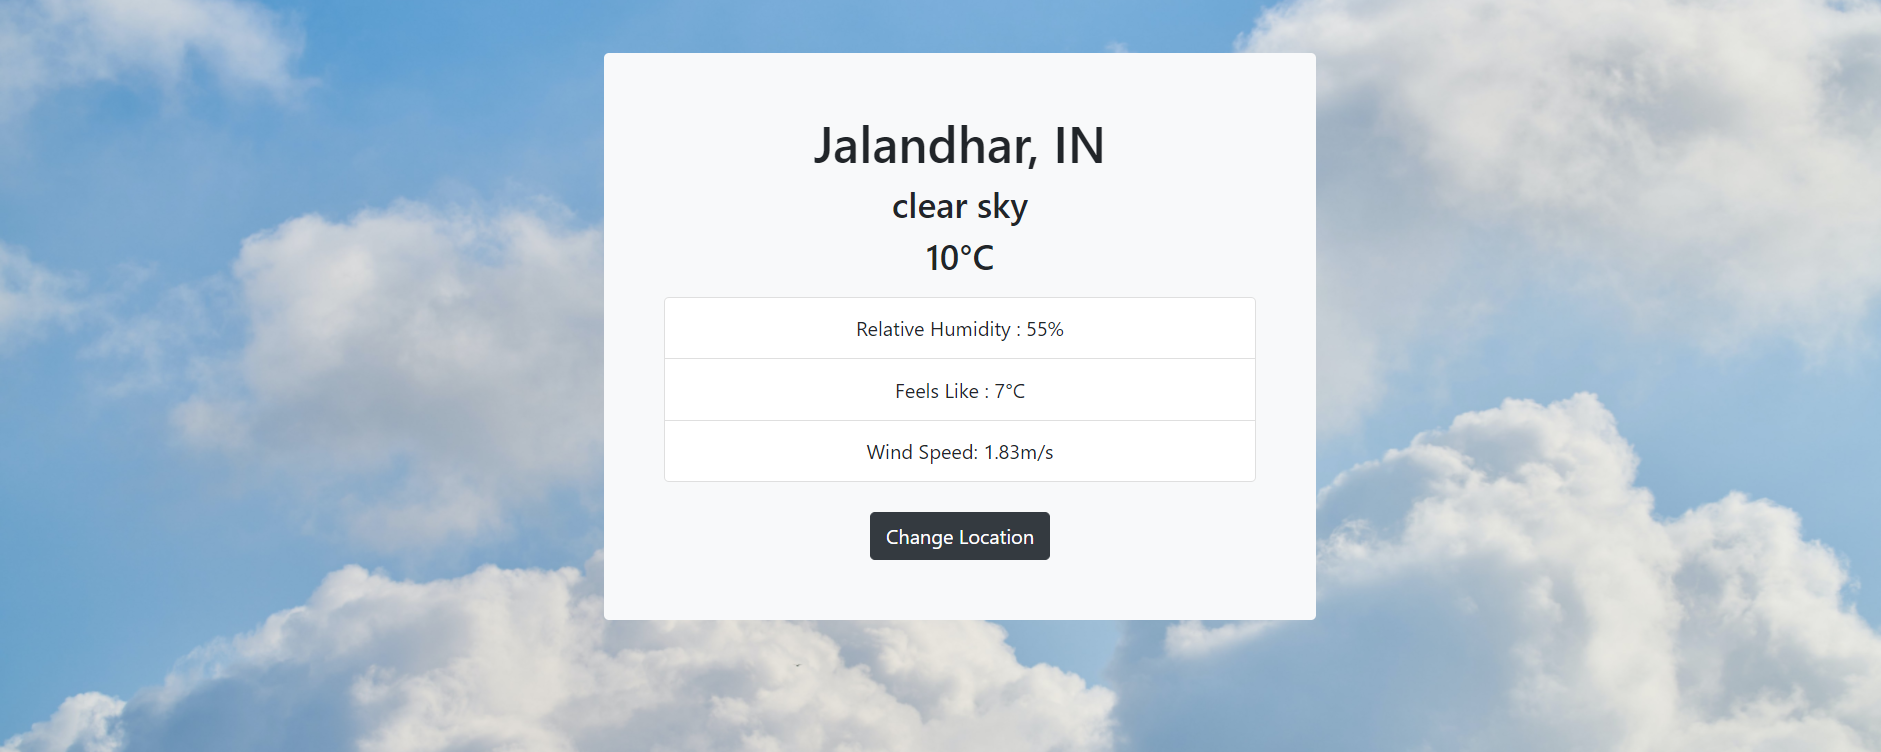 Jalandhar, IN
clear sky
10°C
Relative Humidity : 55%
Feels Like : 7°C
Wind Speed: 1.83m/s
Change Location